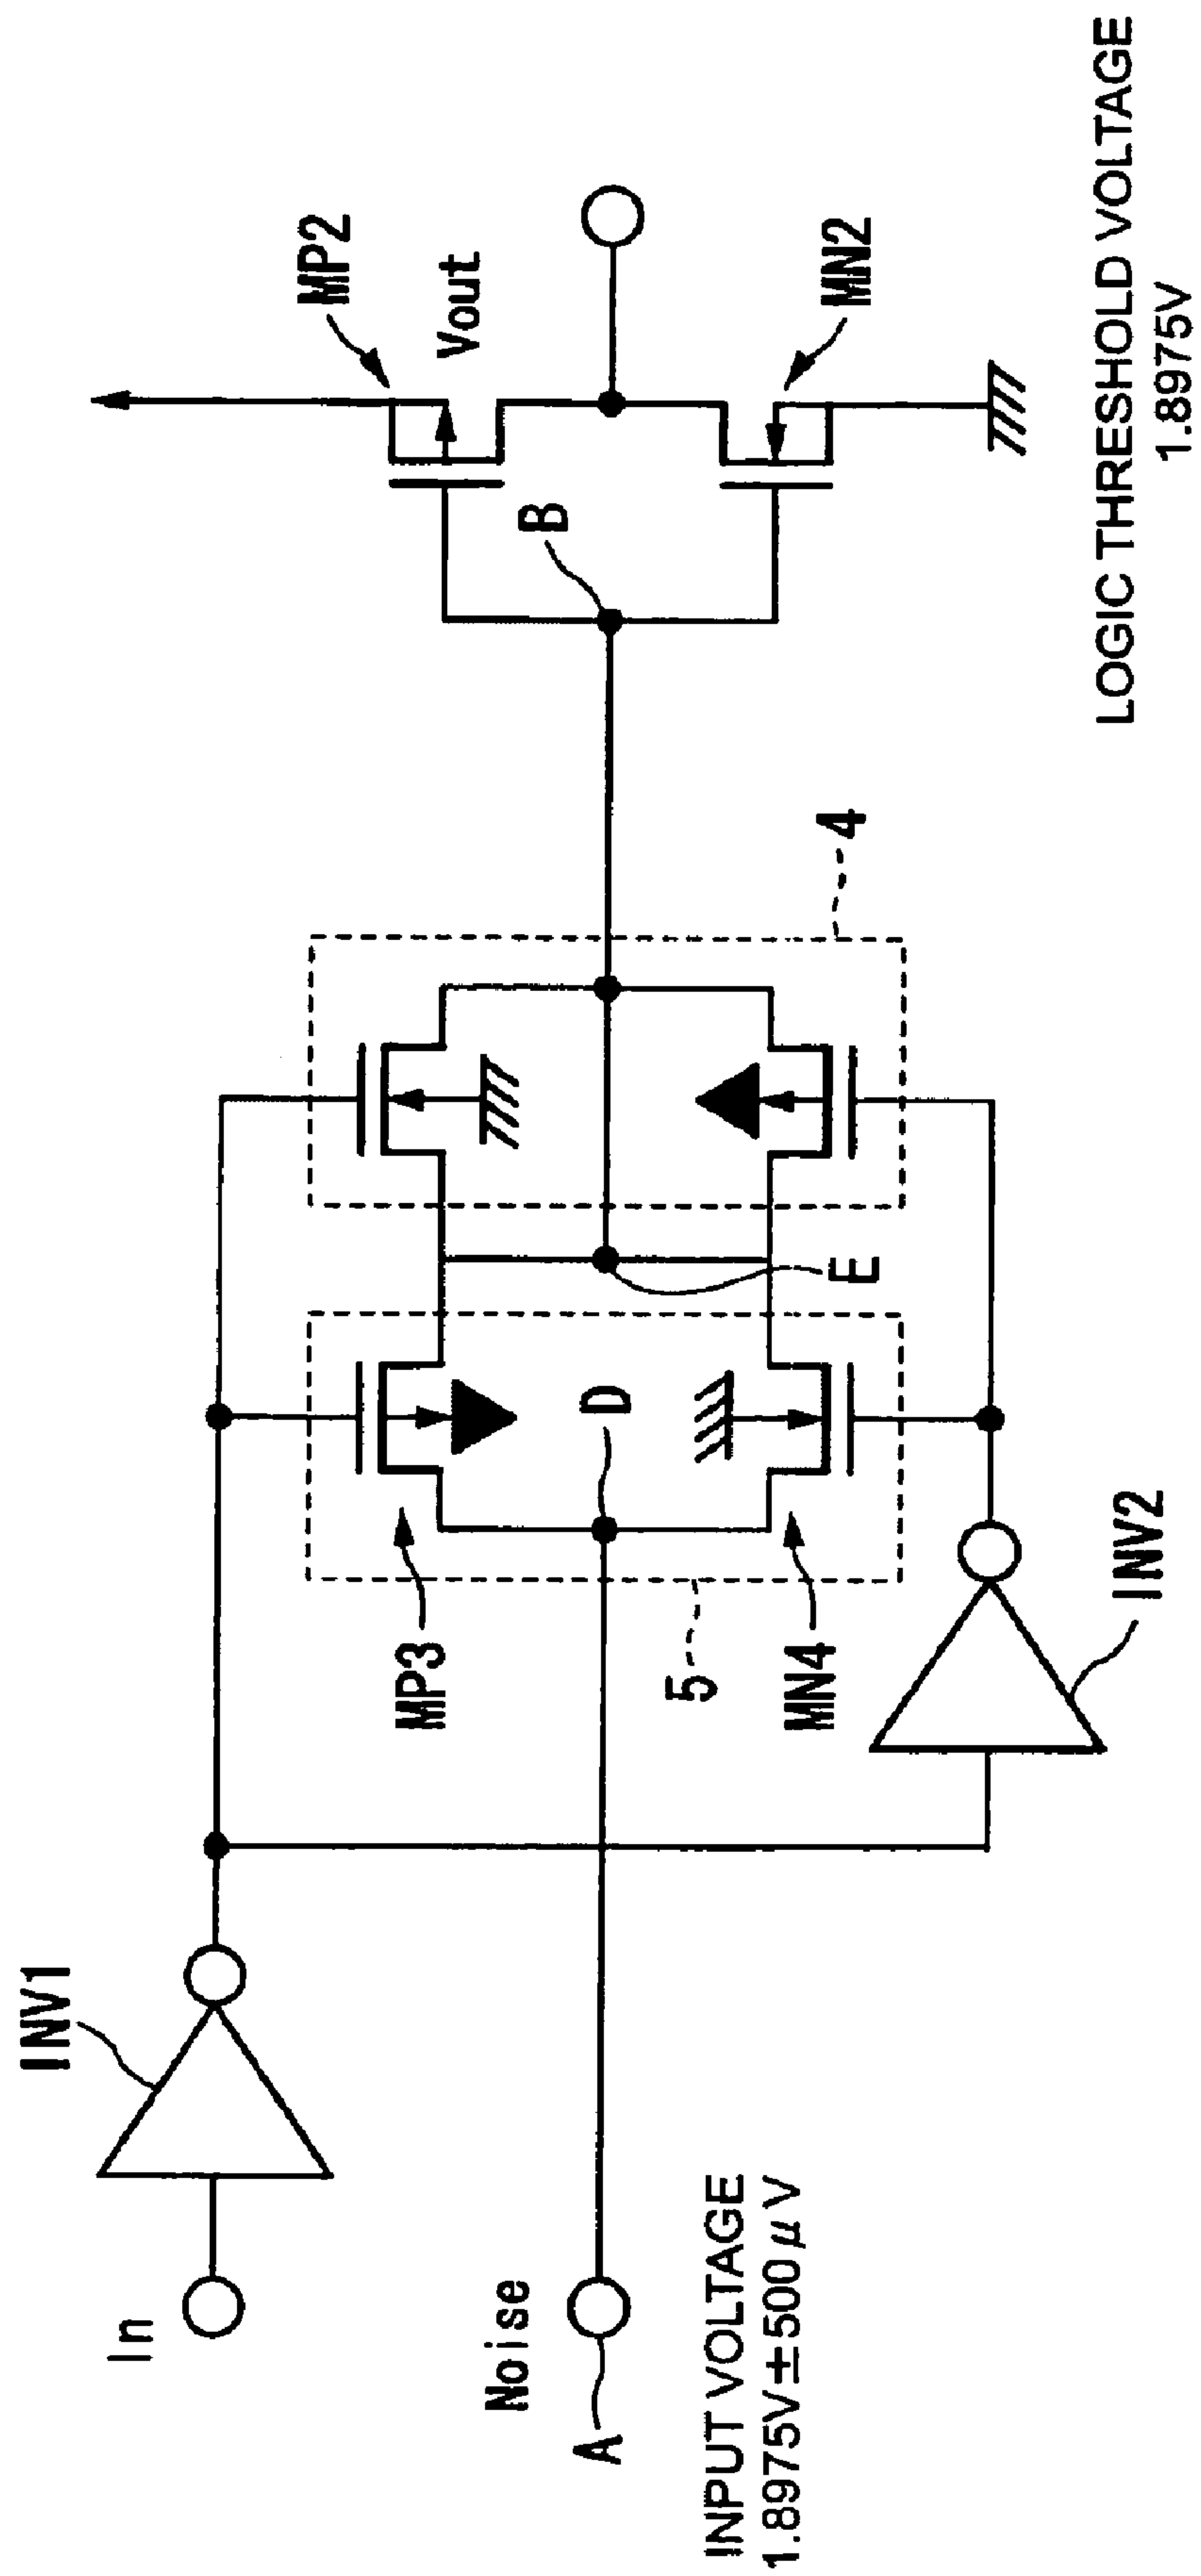 In
INV1
Noise
A
INPUT VOLTAGE
1.8975V±500μV
MP3
5
MN4
INV2
D
E
4
B
MP2
Vout
MN2
LOGIC THRESHOLD VOLTAGE
1.8975V